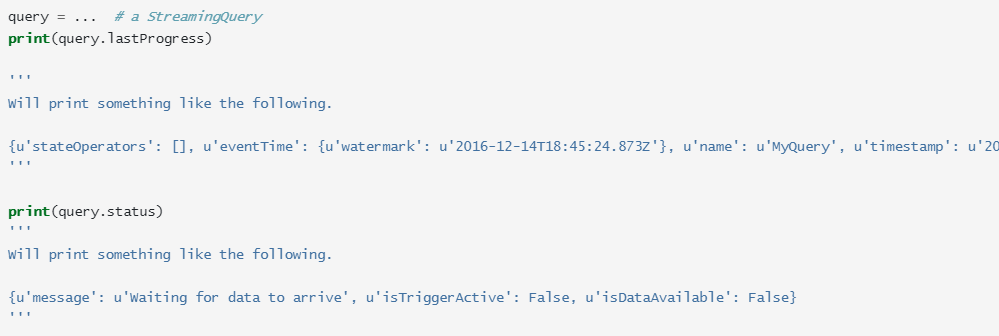 query = ...  # a StreamingQuery
print(query.lastProgress)
'''
Will print something like the following.
{u'stateOperators': [], u'eventTime': {u'watermark': u'2016-12-14T18:45:24.873Z'}, u'name': u'MyQuery', u'timestamp': u'20
'''
print(query.status)
'''
Will print something like the following.
{u'message': u'Waiting for data to arrive', u'isTriggerActive': False, u'isDataAvailable': False}
'''